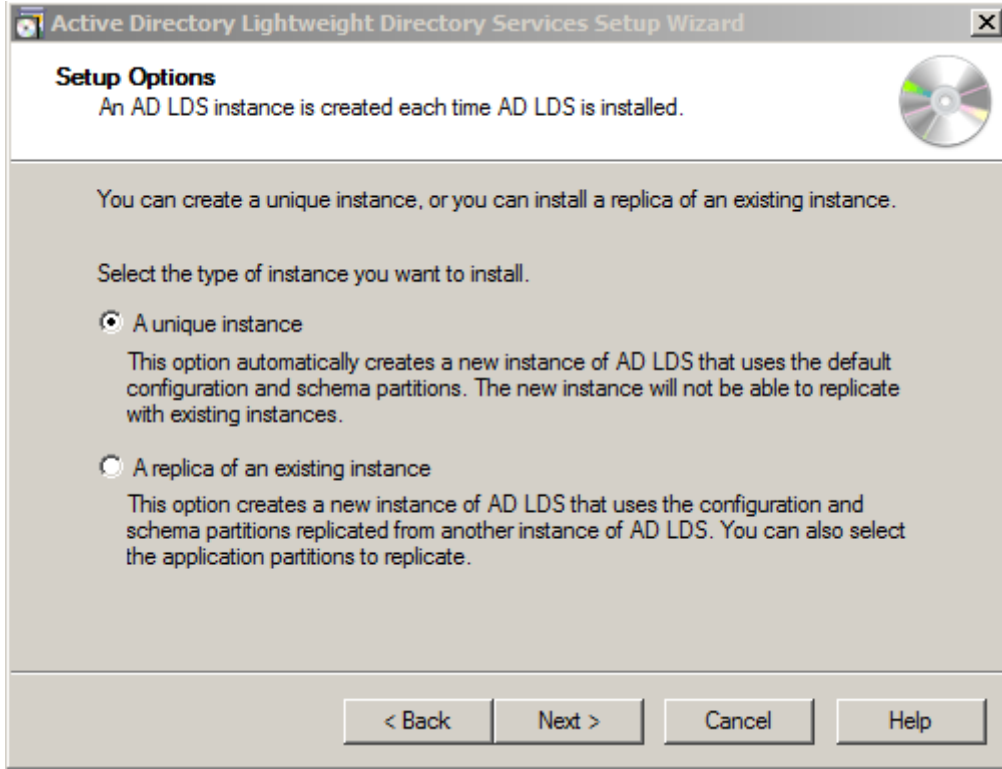 Active Directory Lightweight Directory Services Setup Wizard
Setup Options
An AD LDS instance is created each time AD LDS is installed.
You can create a unique instance, or you can install a replica of an existing instance.
Select the type of instance you want to install.
A unique instance
This option automatically creates a new instance of AD LDS that uses the default
configuration and schema partitions. The new instance will not be able to replicate
with existing instances.
A replica of an existing instance
This option creates a new instance of AD LDS that uses the configuration and
schema partitions replicated from another instance of AD LDS. You can also select
the application partitions to replicate.
< Back
Next >
Cancel
Help